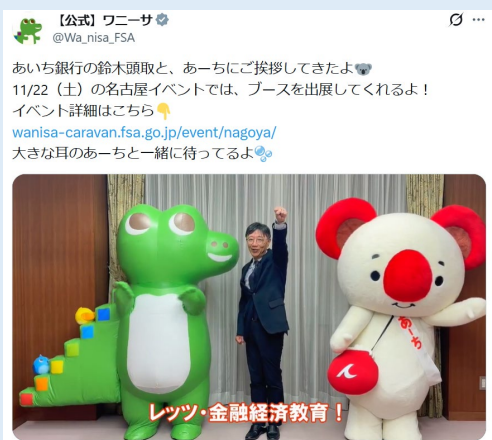 【公式】ワニーサ
@Wa_nisa_FSA
あいち銀行の鈴木頭取と、あーちにご挨拶してきたよ🐨
11/22(土)の名古屋イベントでは、ブースを出展してくれるよ！
イベント詳細はこちら👇
wanisa-caravan.fsa.go.jp/event/nagoya/
大きな耳のあーちと一緒に待ってるよ🫧
あーち
レッツ・金融経済教育！